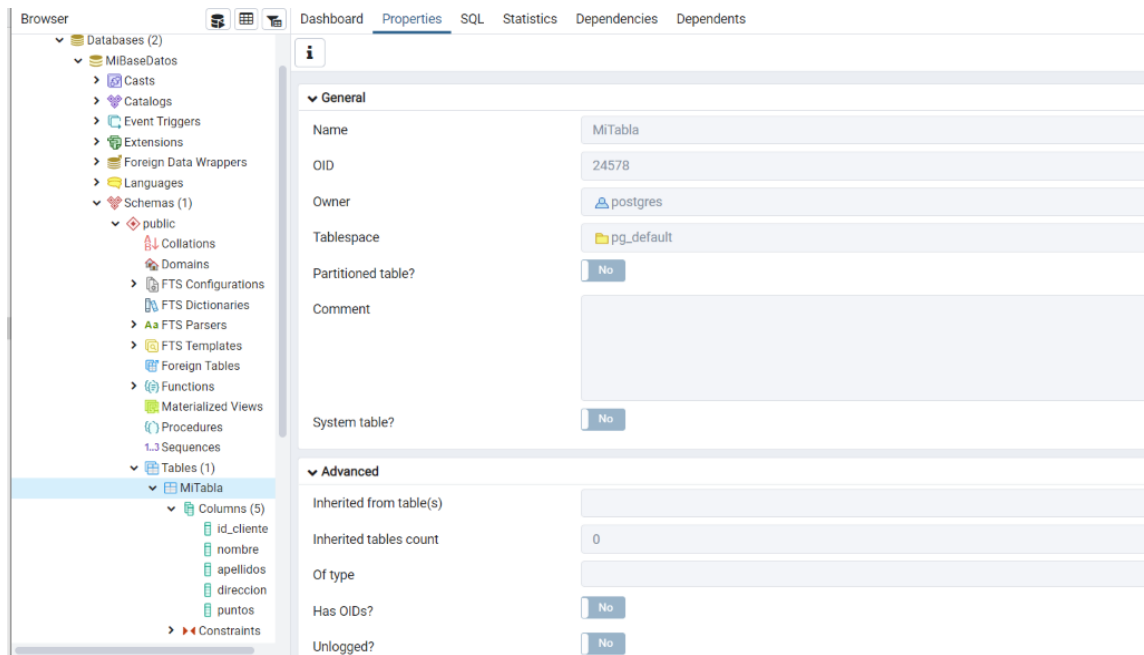 Browser
Dashboard Properties SQL Statistics Dependencies Dependents
Databases (2)
MiBaseDatos
Casts
Catalogs
Event Triggers
Extensions
Foreign Data Wrappers
Languages
Schemas (1)
public
Collations
Domains
FTS Configurations
FTS Dictionaries
Aa FTS Parsers
FTS Templates
Foreign Tables
Functions
Materialized Views
Procedures
1..3 Sequences
Tables (1)
MiTabla
Columns (5)
id_cliente
nombre
apellidos
direccion
puntos
Constraints
i
General
Name MiTabla
OID 24578
Owner postgres
Tablespace pg_default
Partitioned table? No
Comment
System table? No
Advanced
Inherited from table(s)
Inherited tables count 0
Of type
Has OIDs? No
Unlogged? No